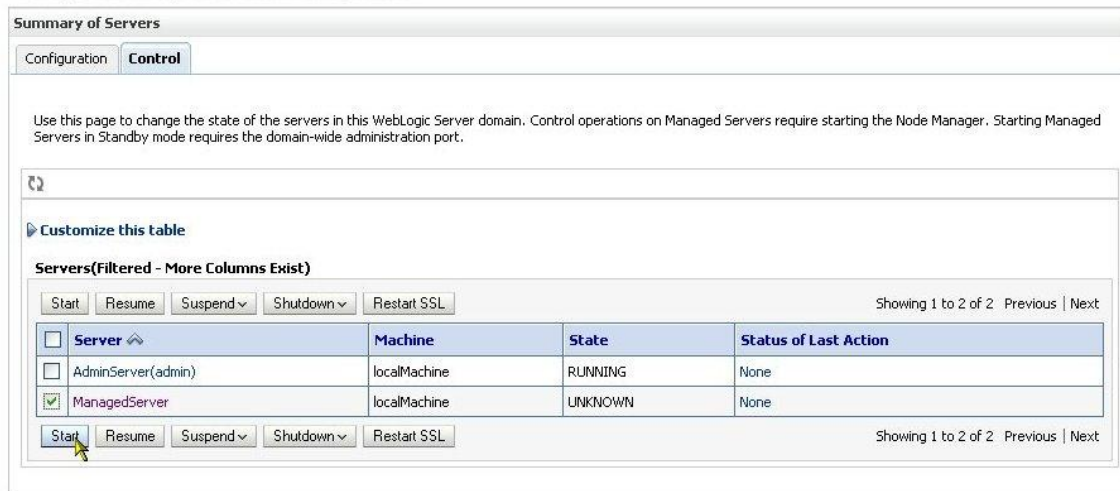 Summary of Servers
Configuration Control
Use this page to change the state of the servers in this WebLogic Server domain. Control operations on Managed Servers require starting the Node Manager. Starting Managed
Servers in Standby mode requires the domain-wide administration port.
Customize this table
Servers(Filtered - More Columns Exist)
Start Resume Suspend Shutdown Restart SSL Showing 1 to 2 of 2 Previous | Next
Server Machine State Status of Last Action
AdminServer(admin) localMachine RUNNING None
ManagedServer localMachine UNKNOWN None
Start Resume Suspend Shutdown Restart SSL Showing 1 to 2 of 2 Previous | Next